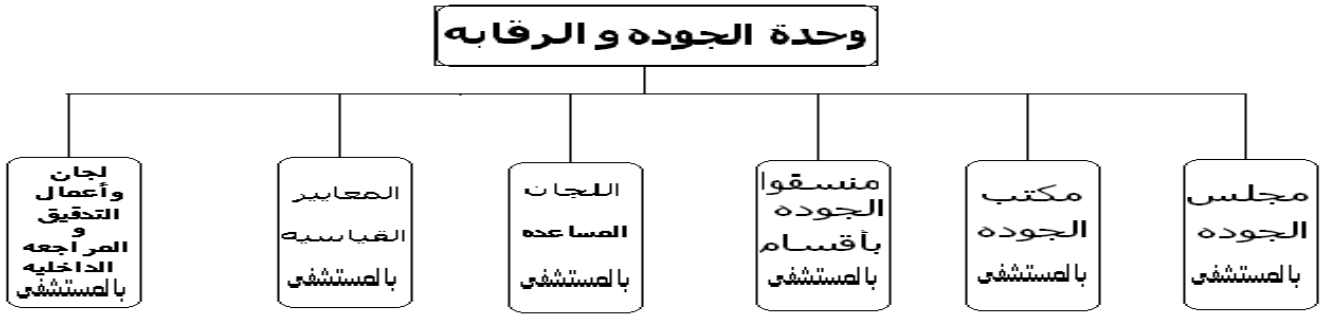 وحدة الجوده و الرقابه
مجلس
الجوده
بالمستشفى
مكتب
الجوده
بالمستشفى
منسقوا
الجوده
بأقسام
بالمستشفى
اللجان
المساعده
بالمستشفى
المعايير
القياسيه
بالمستشفى
لجان
وأعمال
التدقيق
و
المراجعه
الداخليه
بالمستشفى